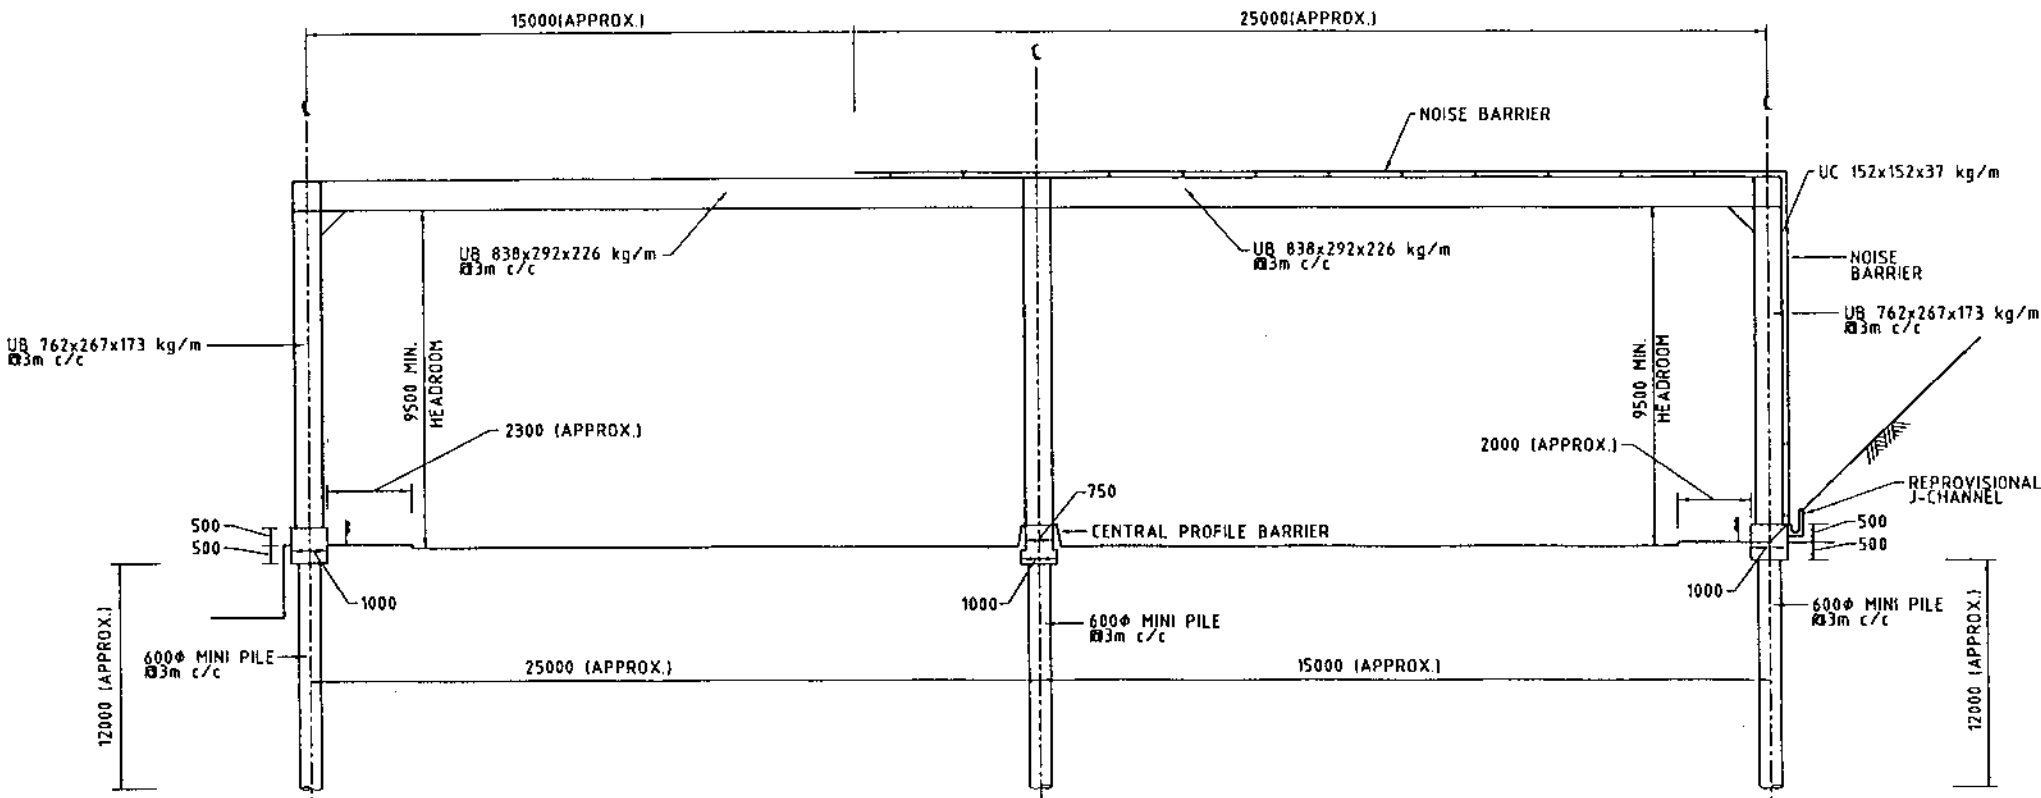 15000(APPROX.)
25000(APPROX.)
NOISE BARRIER
UC 152x152x37 kg/m
UB 838x292x226 kg/m
@3m c/c
UB 838x292x226 kg/m
@3m c/c
NOISE
BARRIER
UB 762x267x173 kg/m
@3m c/c
UB 762x267x173 kg/m
@3m c/c
9500 MIN.
HEADROOM
9500 MIN.
HEADROOM
2300 (APPROX.)
2000 (APPROX.)
REPROVISIONAL
J-CHANNEL
750
CENTRAL PROFILE BARRIER
500
500
500
500
1000
1000
1000
600Φ MINI PILE
@3m c/c
600Φ MINI PILE
@3m c/c
600Φ MINI PILE
@3m c/c
12000 (APPROX.)
12000 (APPROX.)
25000 (APPROX.)
15000 (APPROX.)